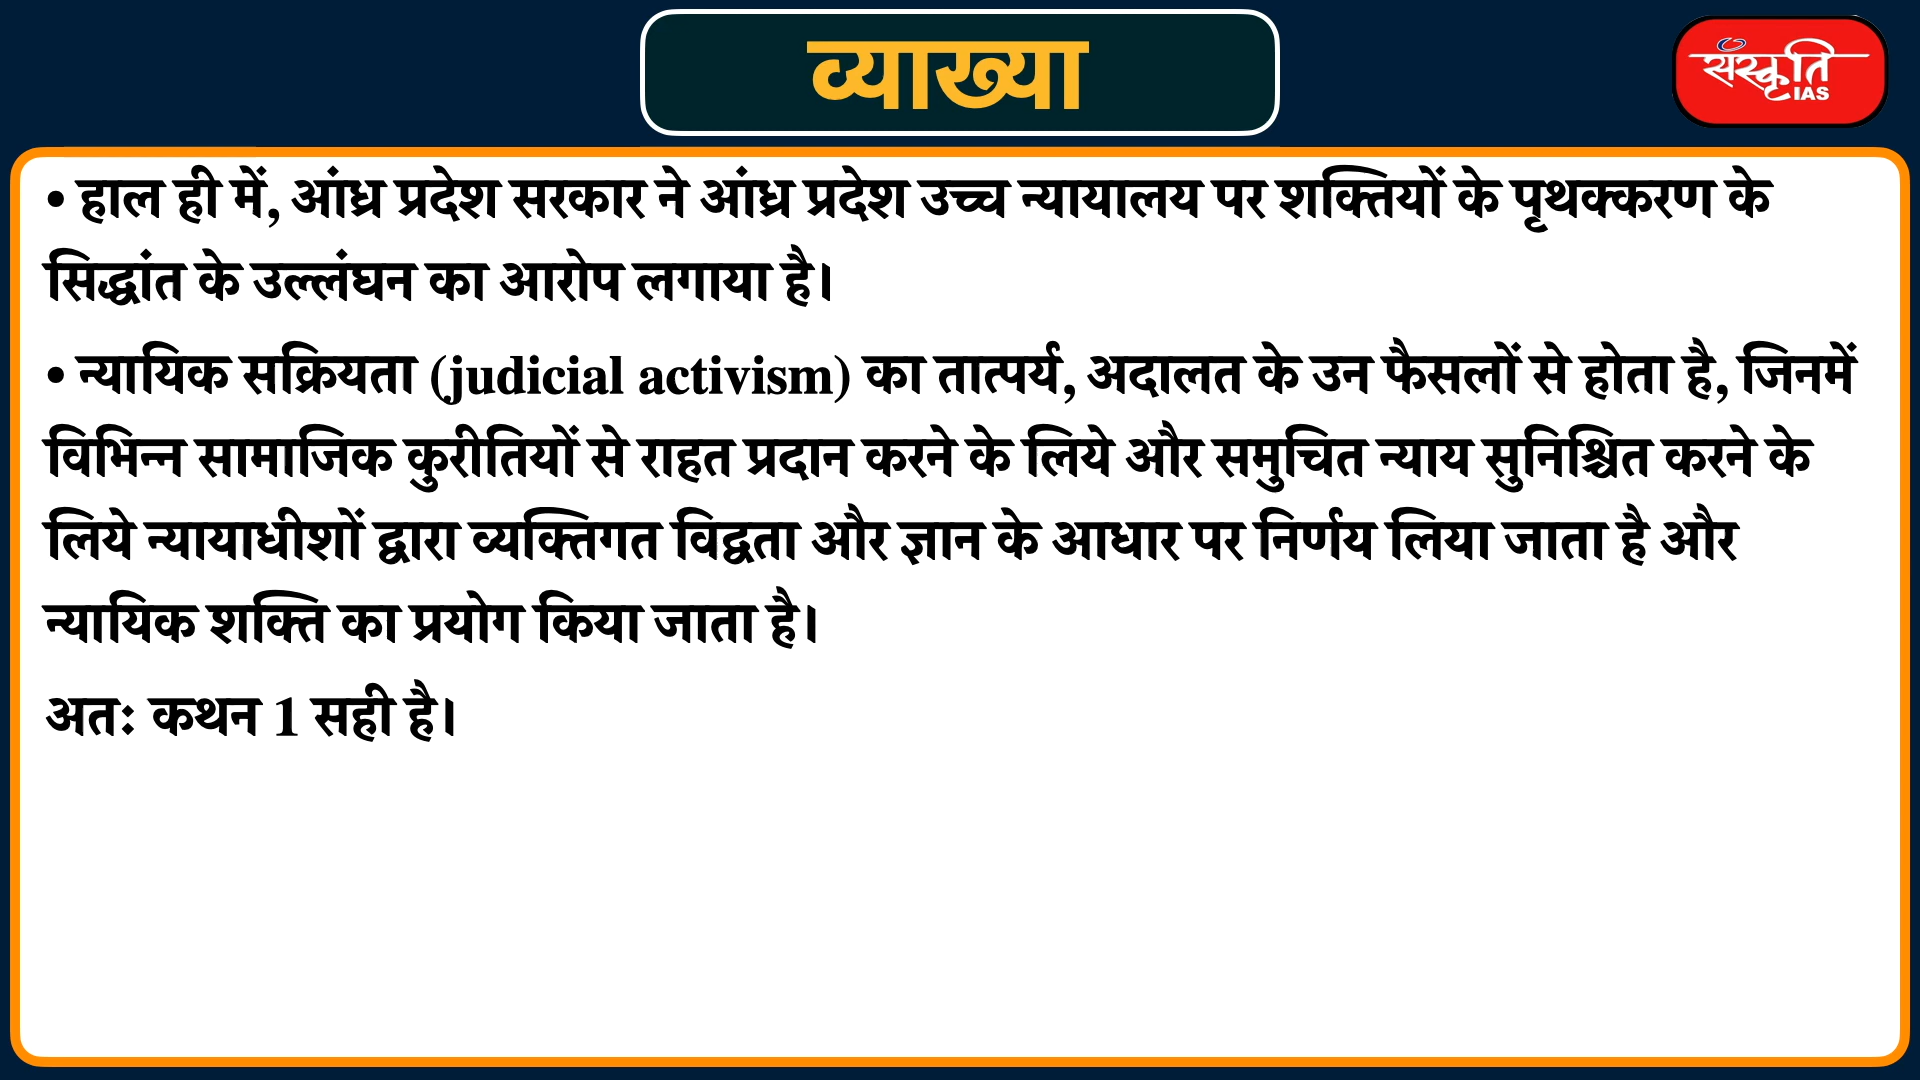 व्याख्या
संस्कृति
IAS
• हाल ही में, आंध्र प्रदेश सरकार ने आंध्र प्रदेश उच्च न्यायालय पर शक्तियों के पृथक्करण के
सिद्धांत के उल्लंघन का आरोप लगाया है।
• न्यायिक सक्रियता (judicial activism) का तात्पर्य, अदालत के उन फैसलों से होता है, जिनमें
विभिन्न सामाजिक कुरीतियों से राहत प्रदान करने के लिये और समुचित न्याय सुनिश्चित करने के
लिये न्यायाधीशों द्वारा व्यक्तिगत विद्वता और ज्ञान के आधार पर निर्णय लिया जाता है और
न्यायिक शक्ति का प्रयोग किया जाता है।
अतः कथन 1 सही है।